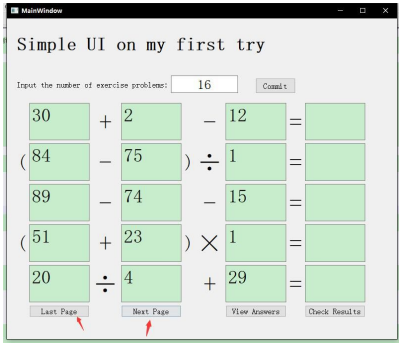 MainWindow
Simple UI on my first try
Input the number of exercise problems: 16 Commit
30 + 2 - 12 =
( 84 - 75 ) ÷ 1 =
89 - 74 - 15 =
( 51 + 23 ) × 1 =
20 ÷ 4 + 29 =
Last Page Next Page View Answers Check Results